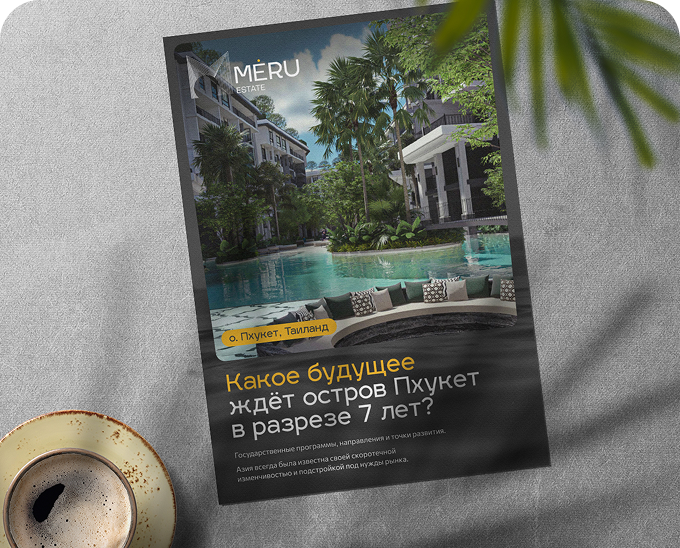 MERU
ESTATE
о. Пхукет, Таиланд
Какое будущее
ждёт остров Пхукет
в разрезе 7 лет?
Государственные программы, направления и точки развития.
Азия всегда была известна своей скоротечной
изменчивостью и подстройкой под нужды рынка.